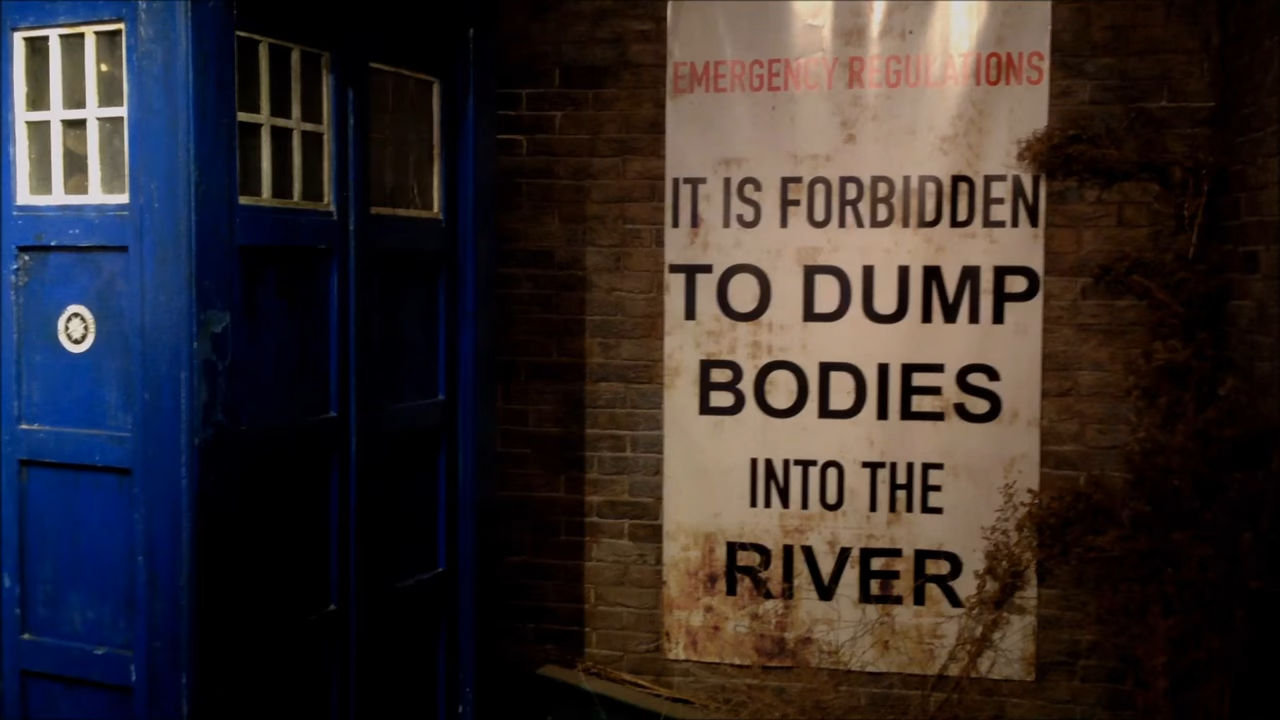 EMERGENCY REGULATIONS
IT IS FORBIDDEN
TO DUMP
BODIES
INTO THE
RIVER